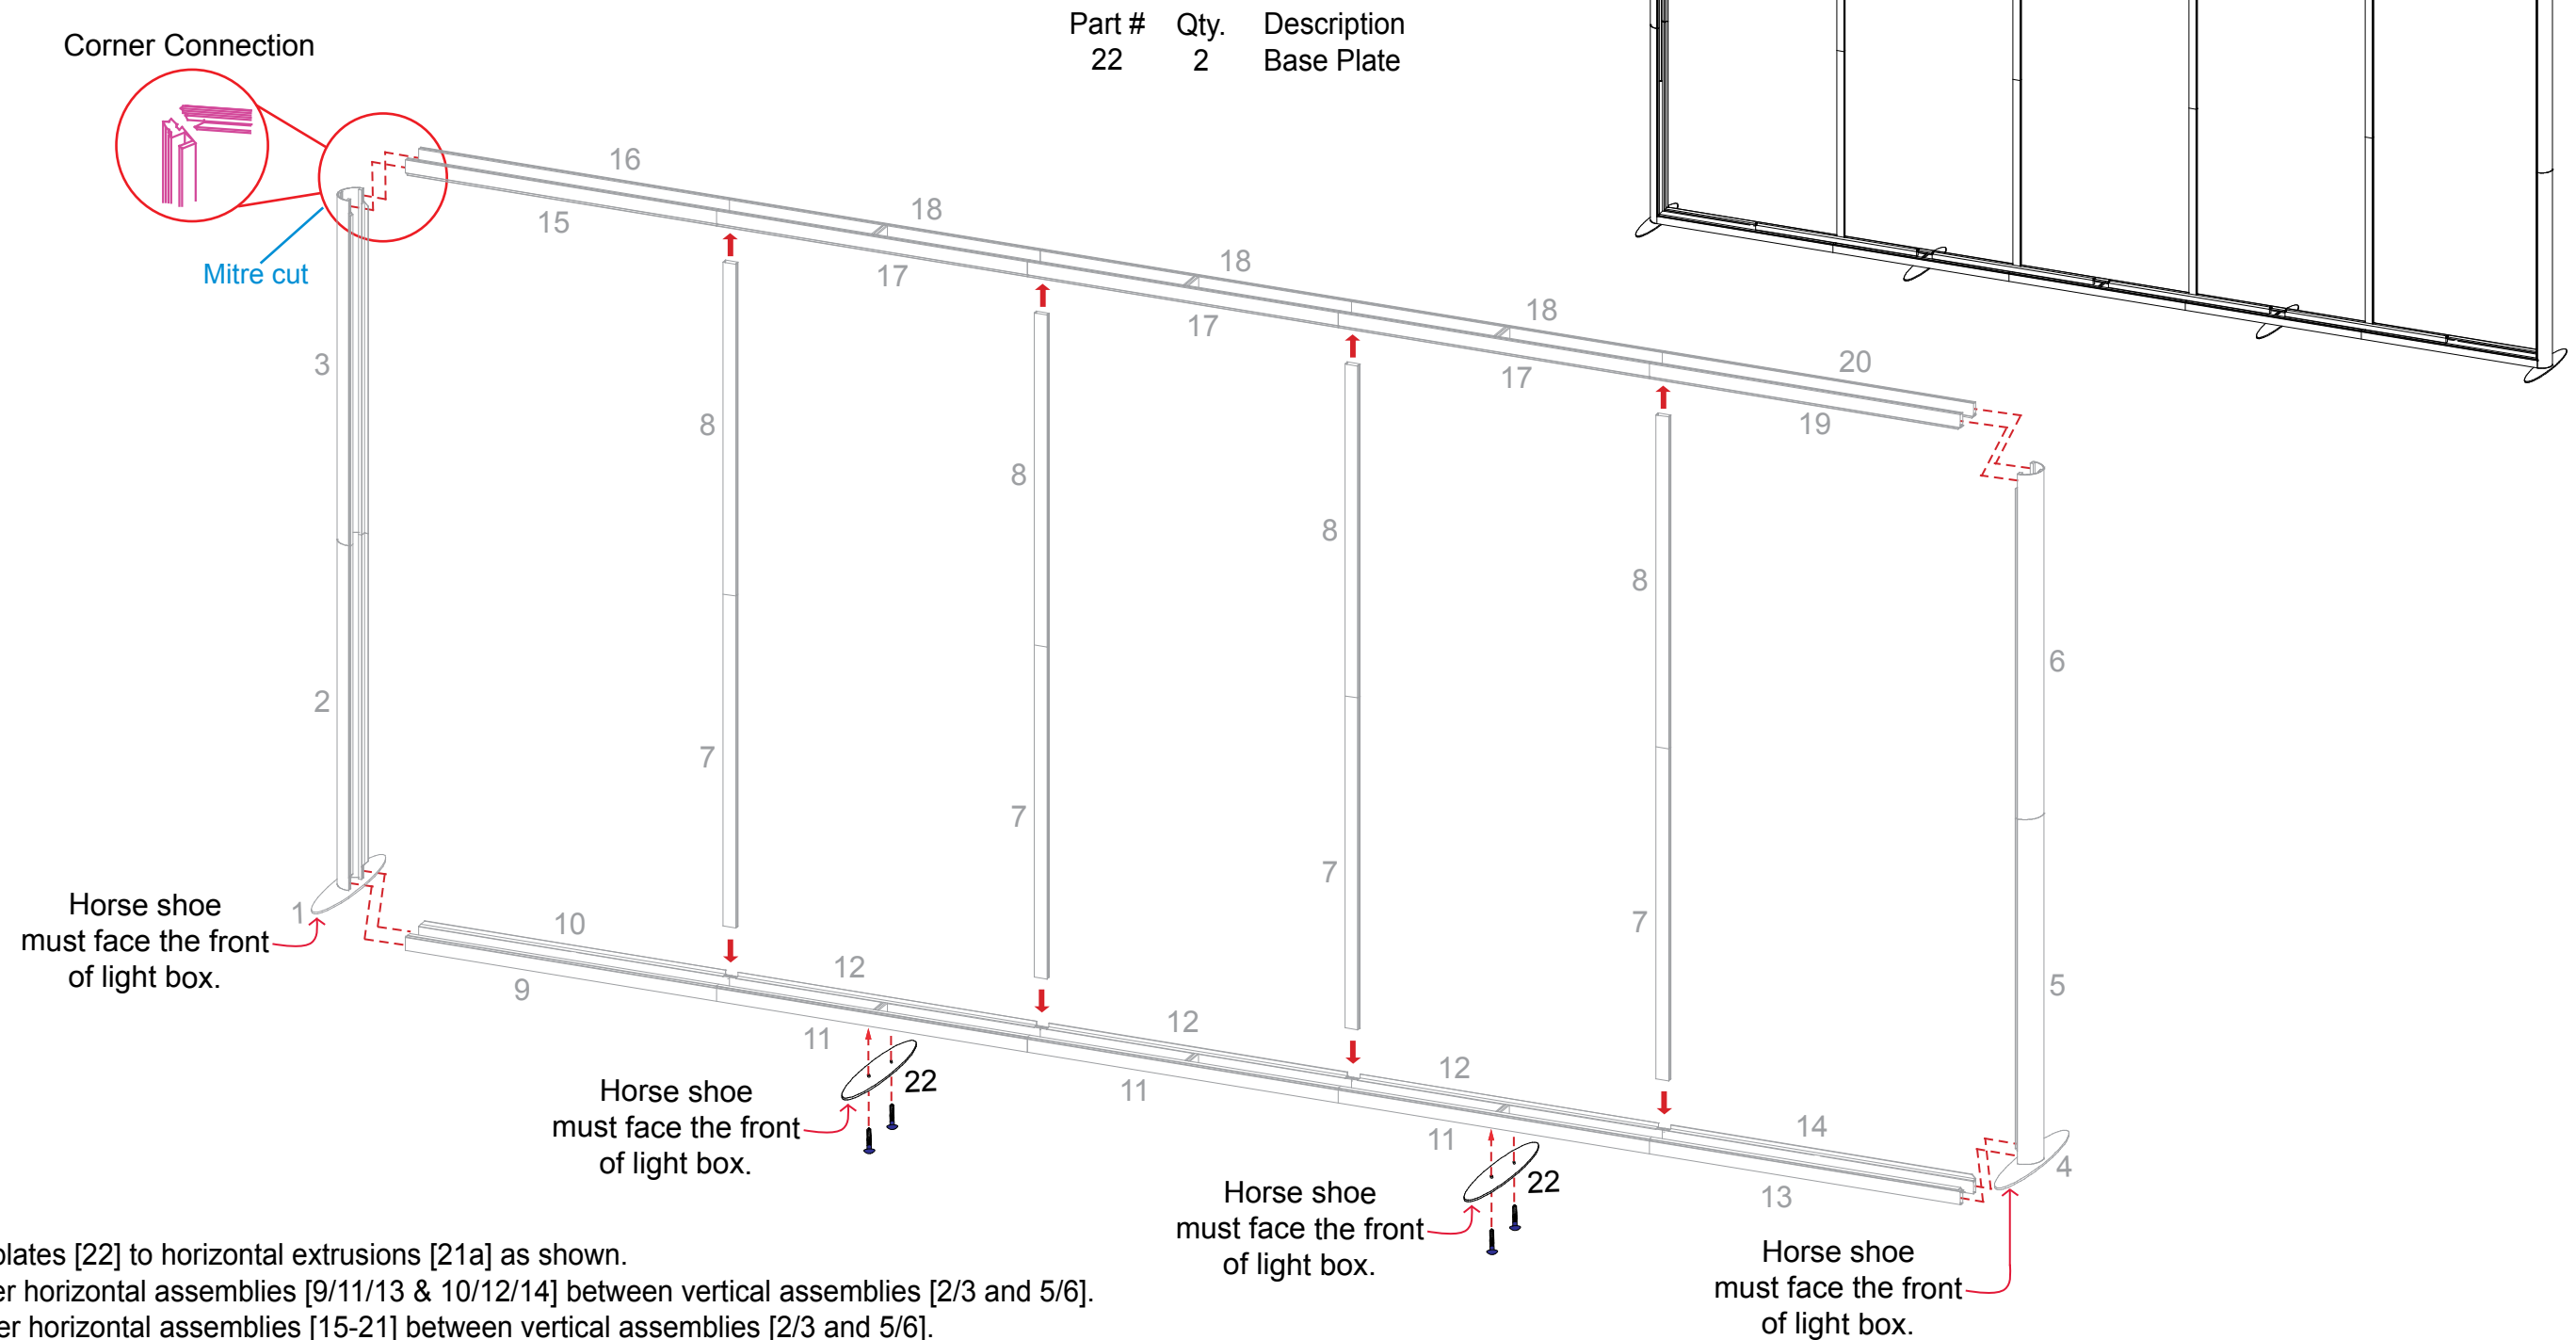 Part # Qty. Description
22 2 Base Plate
Corner Connection
Mitre cut
16
15
18
17
18
17
18
17
20
19
3
8
8
8
8
6
2
7
7
7
7
5
1
Horse shoe
must face the front
of light box.
10
9
12
11
12
11
12
11
14
13
4
22
Horse shoe
must face the front
of light box.
22
Horse shoe
must face the front
of light box.
Horse shoe
must face the front
of light box.
plates [22] to horizontal extrusions [21a] as shown.
er horizontal assemblies [9/11/13 & 10/12/14] between vertical assemblies [2/3 and 5/6].
er horizontal assemblies [15-21] between vertical assemblies [2/3 and 5/6].